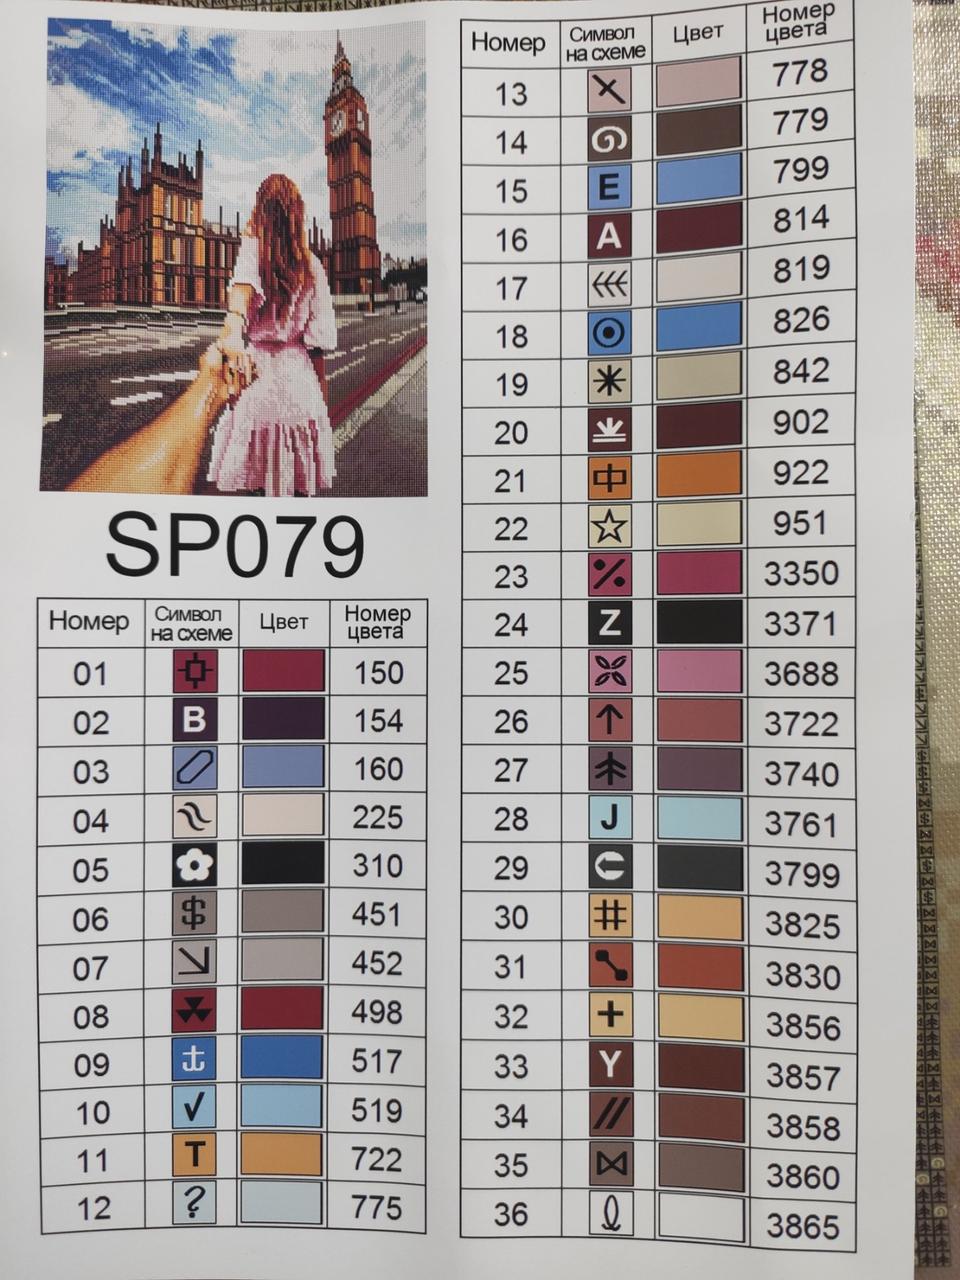 SP079
Номер Символ на схеме Цвет Номер цвета
01 150
02 B 154
03 160
04 225
05 310
06 $ 451
07 452
08 498
09 517
10 519
11 T 722
12 ? 775
Номер Символ на схеме Цвет Номер цвета
13 778
14 779
15 E 799
16 A 814
17 819
18 826
19 842
20 902
21 922
22 951
23 3350
24 Z 3371
25 3688
26 3722
27 3740
28 J 3761
29 3799
30 # 3825
31 3830
32 + 3856
33 Y 3857
34 // 3858
35 3860
36 3865